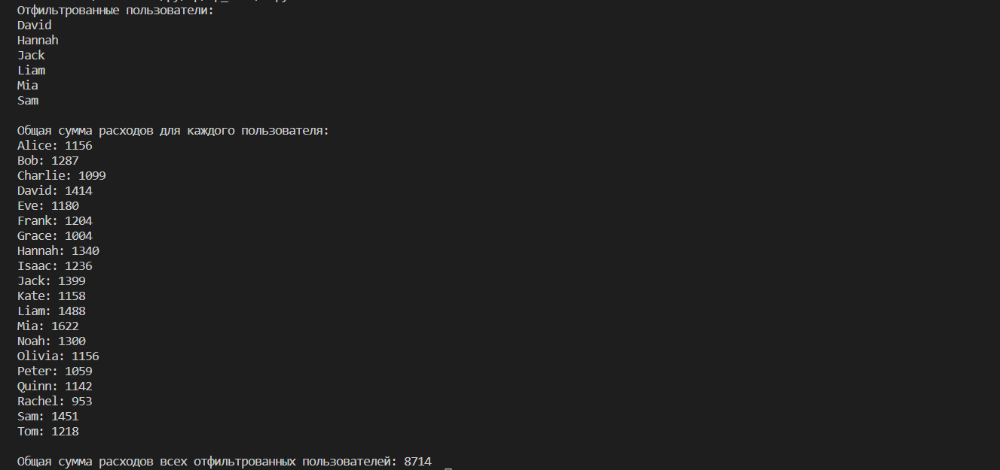 Отфильтрованные пользователи:
David
Hannah
Jack
Liam
Mia
Sam
Общая сумма расходов для каждого пользователя:
Alice: 1156
Bob: 1287
Charlie: 1099
David: 1414
Eve: 1180
Frank: 1204
Grace: 1004
Hannah: 1340
Isaac: 1236
Jack: 1399
Kate: 1158
Liam: 1488
Mia: 1622
Noah: 1300
Olivia: 1156
Peter: 1059
Quinn: 1142
Rachel: 953
Sam: 1451
Tom: 1218
Общая сумма расходов всех отфильтрованных пользователей: 8714